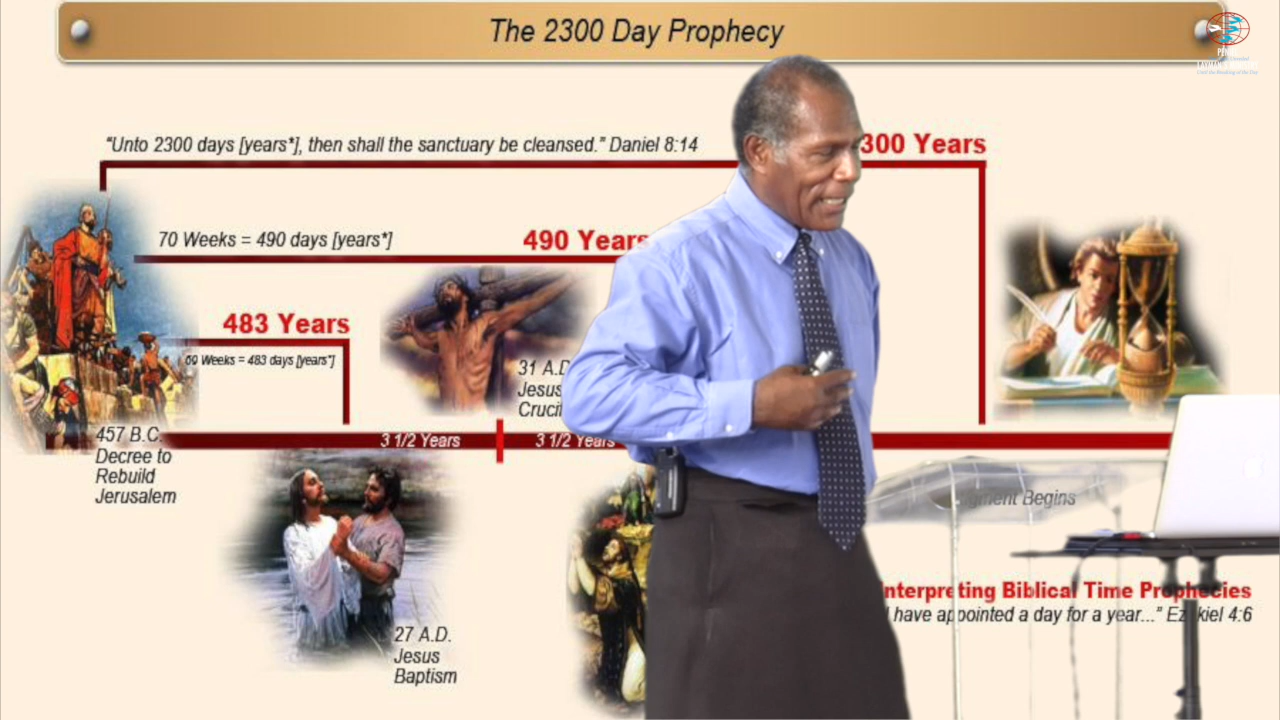 The 2300 Day Prophecy
"Unto 2300 days [years*], then shall the sanctuary be cleansed." Daniel 8:14
300 Years
70 Weeks = 490 days [years*]
490 Years
483 Years
Weeks = 483 days [years*]
31 A.D.
Jesus
Cruci
3 1/2 Years
3 1/2 Years
457 B.C.
Decree to
Rebuild
Jerusalem
gment Begins
27 A.D.
Jesus
Baptism
nterpreting Biblical Time Prophecies
have appointed a day for a year..." Ezekiel 4:6